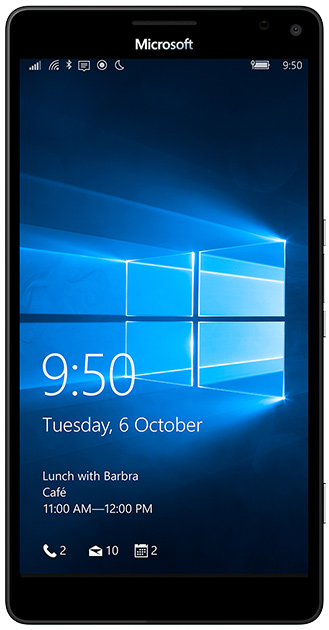 Microsoft
9:50
9:50
Tuesday, 6 October
Lunch with Barbra
Café
11:00 AM—12:00 PM
2
10
2